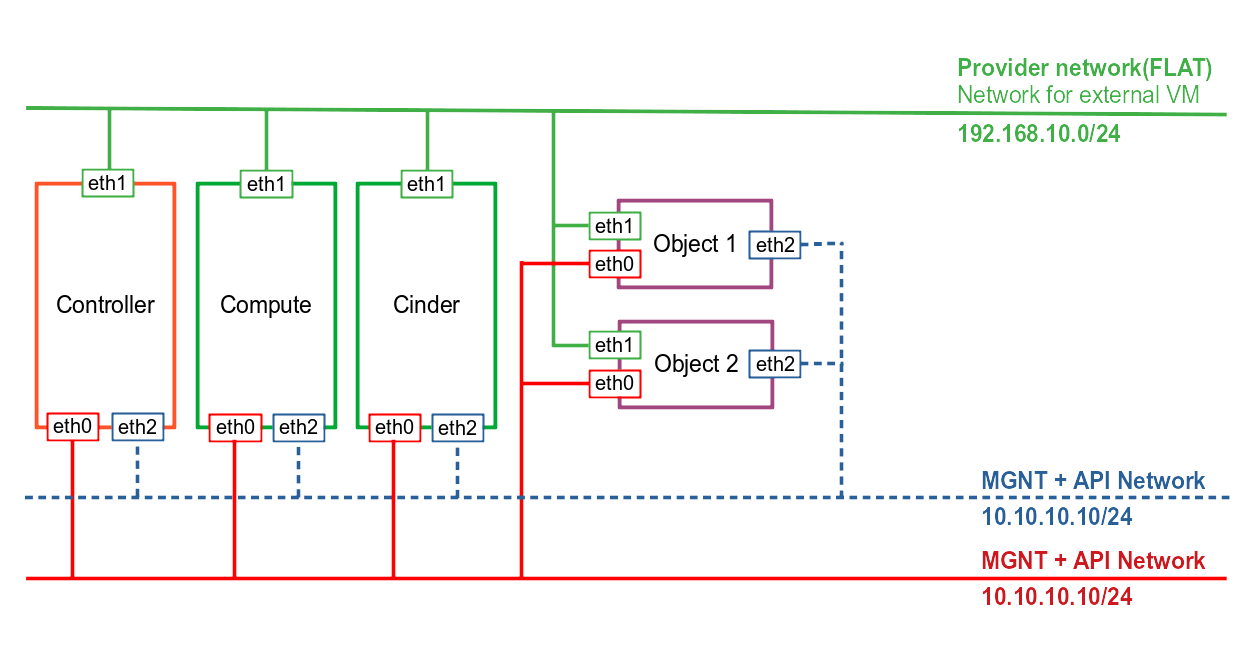 Provider network(FLAT)
Network for external VM
192.168.10.0/24
eth1
eth1
eth1
Controller
Compute
Cinder
eth0
eth2
eth0
eth2
eth0
eth2
eth1
eth0
Object 1
eth2
eth1
eth0
Object 2
eth2
MGNT + API Network
10.10.10.10/24
MGNT + API Network
10.10.10.10/24